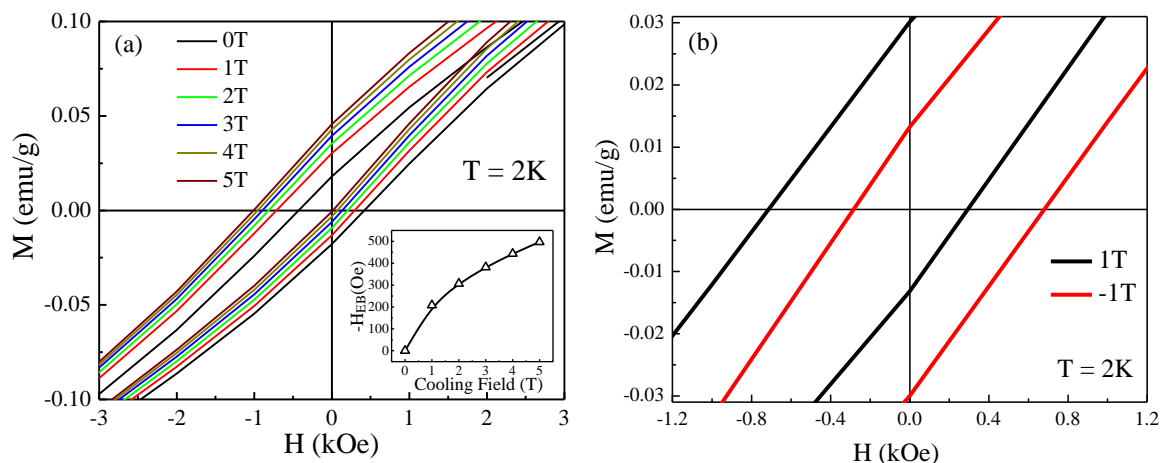 (a)
0T
1T
2T
3T
4T
5T
T = 2K
M (emu/g)
0.10
0.05
0.00
-0.05
-0.10
-3 -2 -1 0 1 2 3
H (kOe)
-H_EB(Oe)
500
400
300
200
100
0
0 1 2 3 4 5
Cooling Field (T)
(b)
1T
-1T
T = 2K
M (emu/g)
0.03
0.02
0.01
0.00
-0.01
-0.02
-0.03
-1.2 -0.8 -0.4 0.0 0.4 0.8 1.2
H (kOe)